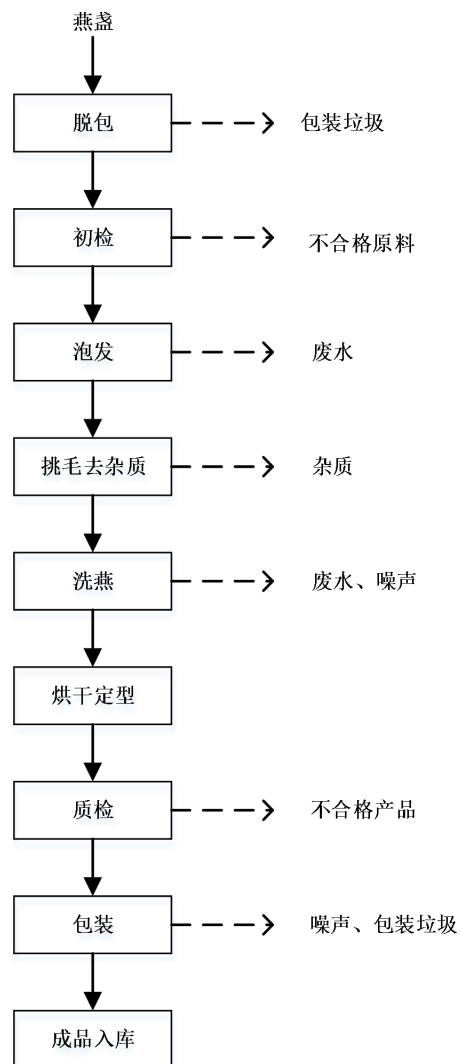 燕盏
脱包
包装垃圾
初检
不合格原料
泡发
废水
挑毛去杂质
杂质
洗燕
废水、噪声
烘干定型
质检
不合格产品
包装
噪声、包装垃圾
成品入库